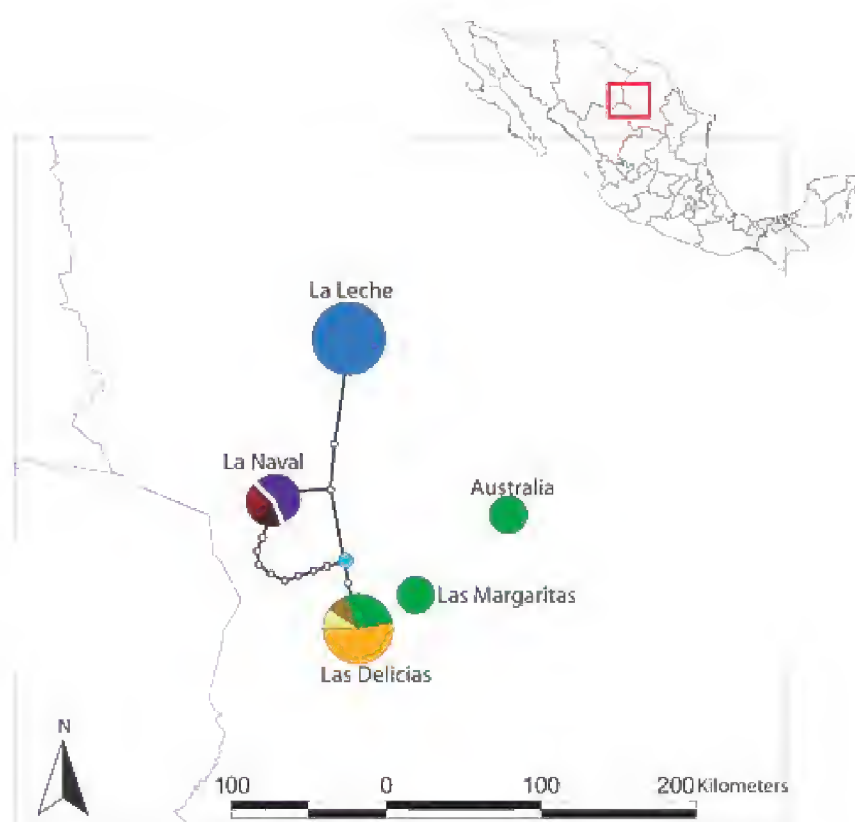 La Leche
La Naval
Australia
Las Margaritas
Las Delicias
N
100 0 100 200 Kilometers